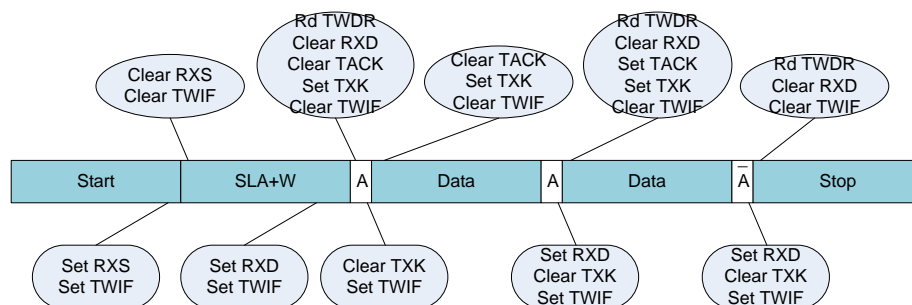 Clear RXS
Clear TWIF
Rd TWDR
Clear RXD
Clear TACK
Set TXK
Clear TWIF
Clear TACK
Set TXK
Clear TWIF
Rd TWDR
Clear RXD
Set TACK
Set TXK
Clear TWIF
Rd TWDR
Clear RXD
Clear TWIF
Start
SLA+W
A
Data
A
Data
A̅
Stop
Set RXS
Set TWIF
Set RXD
Set TWIF
Clear TXK
Set TWIF
Set RXD
Clear TXK
Set TWIF
Set RXD
Clear TXK
Set TWIF